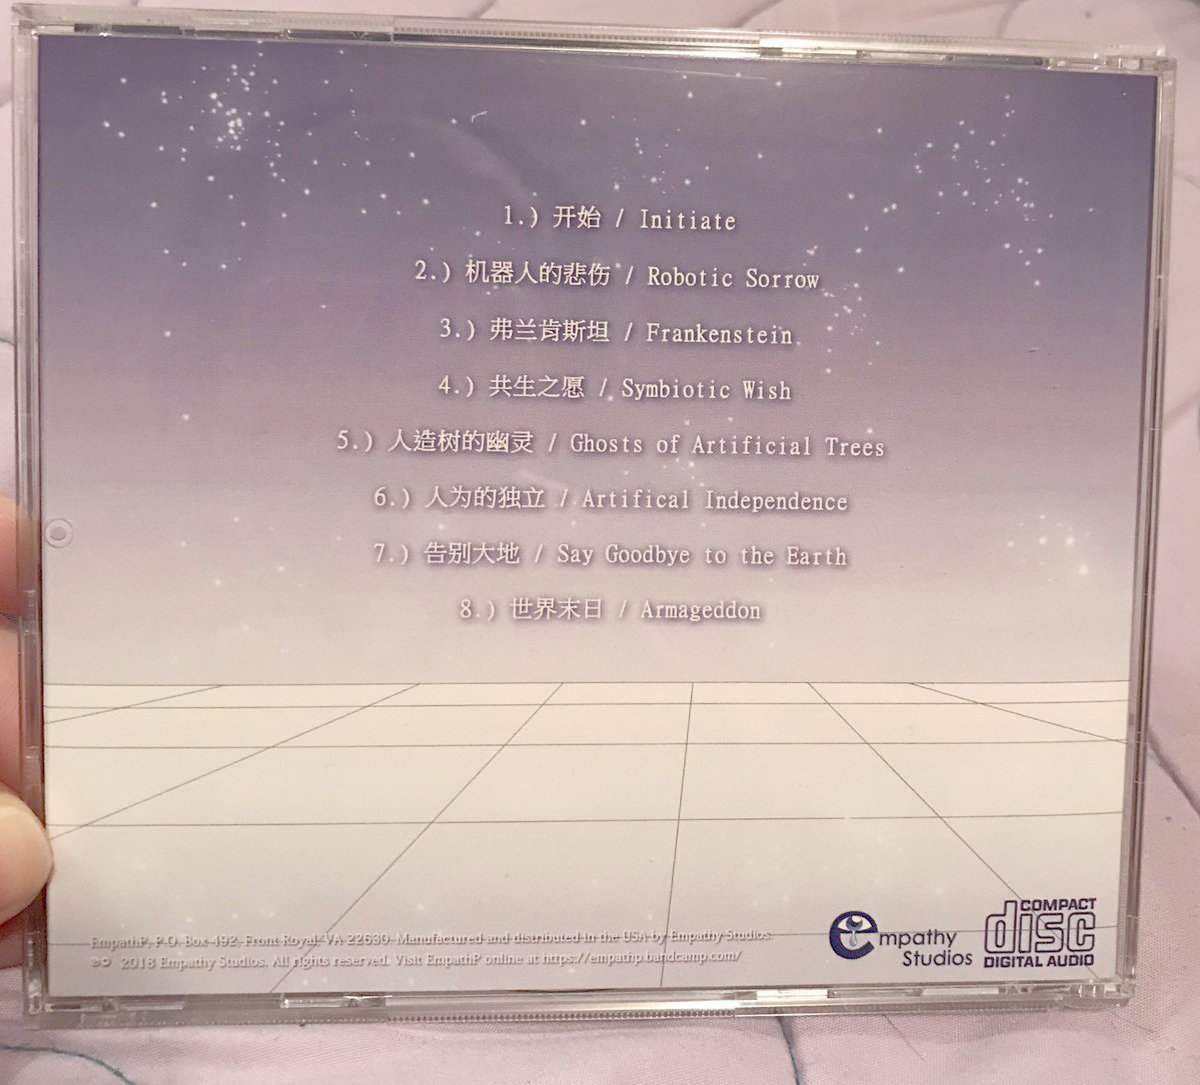 1.) 开始 / Initiate
2.) 机器人的悲伤 / Robotic Sorrow
3.) 弗兰肯斯坦 / Frankenstein
4.) 共生之愿 / Symbiotic Wish
5.) 人造树的幽灵 / Ghosts of Artificial Trees
6.) 人为的独立 / Artifical Independence
7.) 告别大地 / Say Goodbye to the Earth
8.) 世界末日 / Armageddon
EmpathP, P.O. Box 492, Front Royal, VA 22630. Manufactured and distributed in the USA by Empathy Studios.
©℗ 2018 Empathy Studios. All rights reserved. Visit EmpathP online at https://empathp.bandcamp.com/
empathy
Studios
COMPACT
disc
DIGITAL AUDIO